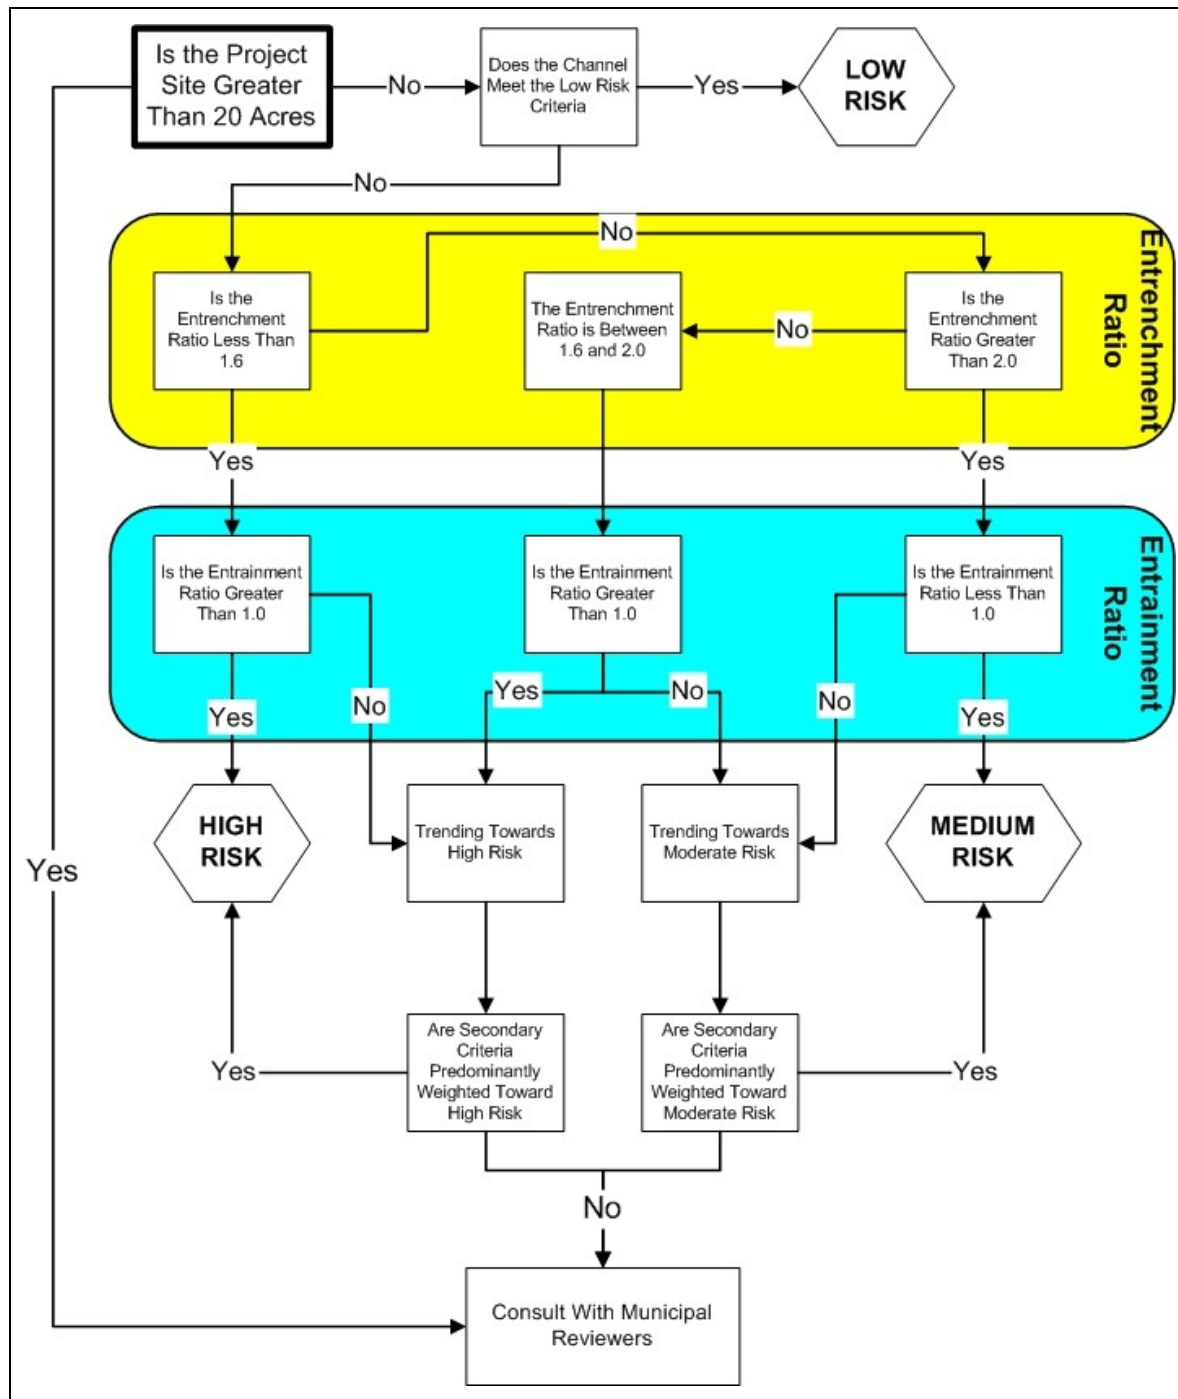 Is the Project
Site Greater
Than 20 Acres
No
Does the Channel
Meet the Low Risk
Criteria
Yes
LOW
RISK
No
Entrenchment
Ratio
No
Is the
Entrenchment
Ratio Less Than
1.6
The Entrenchment
Ratio is Between
1.6 and 2.0
No
Is the
Entrenchment
Ratio Greater
Than 2.0
Yes
Yes
Entrainment
Ratio
Is the Entrainment
Ratio Greater
Than 1.0
Is the Entrainment
Ratio Greater
Than 1.0
Is the Entrainment
Ratio Less Than
1.0
Yes
No
Yes
No
No
Yes
HIGH
RISK
Trending Towards
High Risk
Trending Towards
Moderate Risk
MEDIUM
RISK
Yes
Are Secondary
Criteria
Predominantly
Weighted Toward
High Risk
Are Secondary
Criteria
Predominantly
Weighted Toward
Moderate Risk
Yes
Yes
No
Consult With Municipal
Reviewers